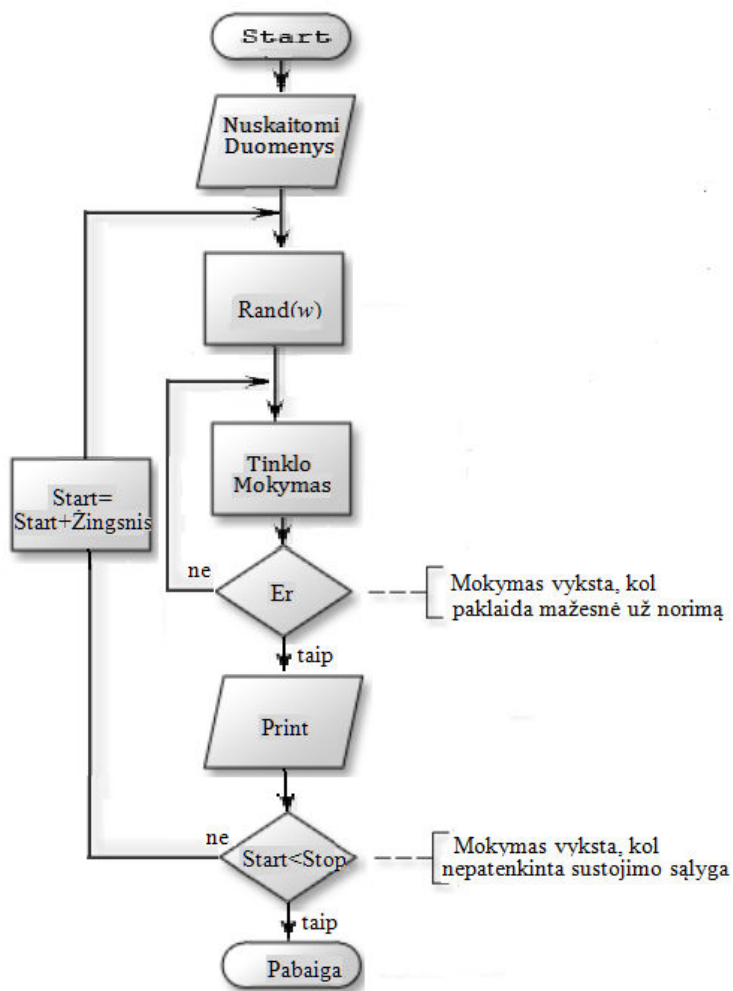 Start
Nuskaitomi
Duomenys
Rand(w)
Tinklo
Mokymas
Start=
Start+Žingsnis
ne
Er
Mokymas vyksta, kol
paklaida mažesnė už norimą
taip
Print
ne
Start<Stop
Mokymas vyksta, kol
nepatenkinta sustojimo sąlyga
taip
Pabaiga